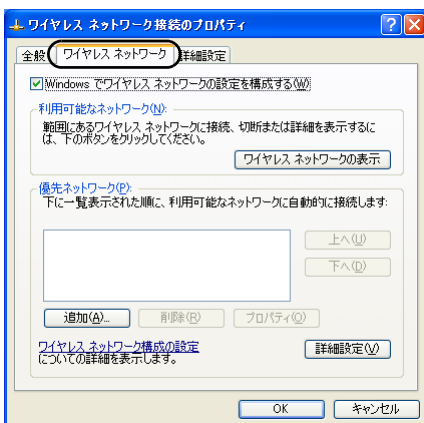 ワイヤレス ネットワーク接続のプロパティ
全般 ワイヤレス ネットワーク 詳細設定
Windows でワイヤレス ネットワークの設定を構成する(W)
利用可能なネットワーク(N):
範囲にあるワイヤレス ネットワークに接続、切断または詳細を表示するに
は、下のボタンをクリックしてください。
ワイヤレス ネットワークの表示
優先ネットワーク(P):
下に一覧表示された順に、利用可能なネットワークに自動的に接続します:
上へ(U)
下へ(D)
追加(A)... 削除(R) プロパティ(O)
ワイヤレス ネットワーク構成の設定
についての詳細を表示します。
詳細設定(V)
OK キャンセル